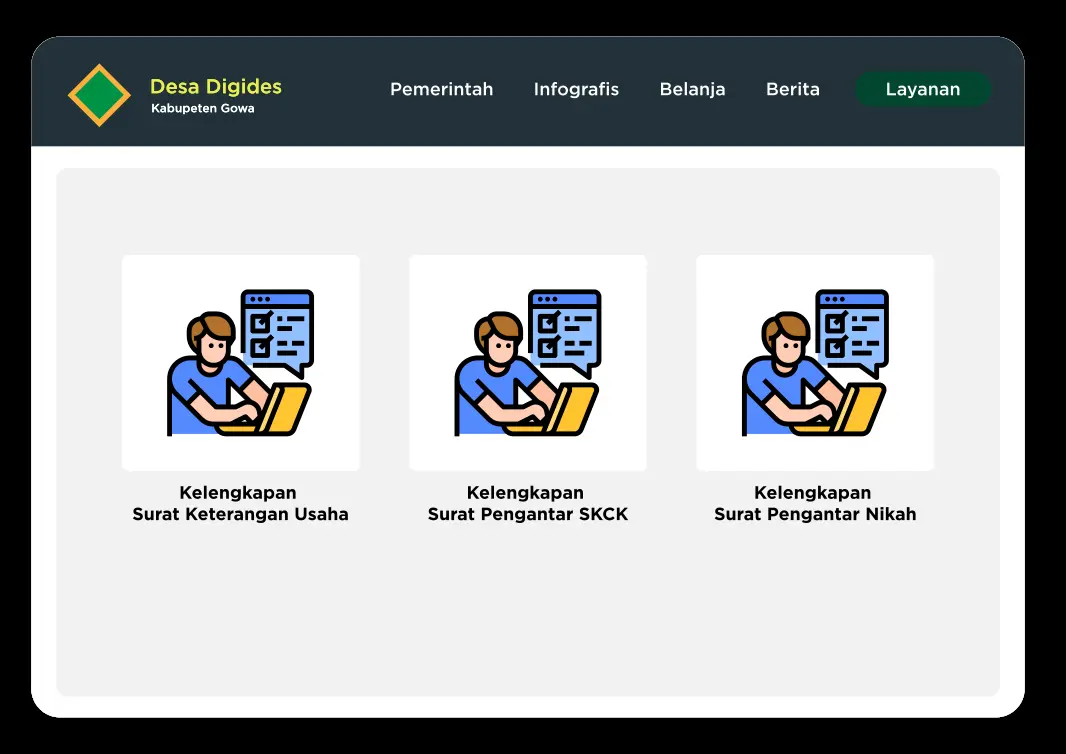 Desa Digides
Kabupeten Gowa
Pemerintah
Infografis
Belanja
Berita
Layanan
Kelengkapan
Surat Keterangan Usaha
Kelengkapan
Surat Pengantar SKCK
Kelengkapan
Surat Pengantar Nikah